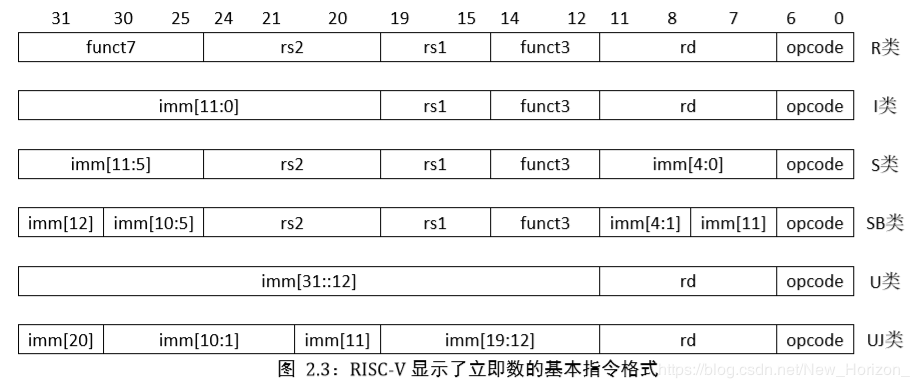 31 30 25 24 21 20 19 15 14 12 11 8 7 6 0
funct7 rs2 rs1 funct3 rd opcode R类
imm[11:0] rs1 funct3 rd opcode I类
imm[11:5] rs2 rs1 funct3 imm[4:0] opcode S类
imm[12] imm[10:5] rs2 rs1 funct3 imm[4:1] imm[11] opcode SB类
imm[31::12] rd opcode U类
imm[20] imm[10:1] imm[11] imm[19:12] rd opcode UJ类
图 2.3：RISC-V 显示了立即数的基本指令格式
https://blog.csdn.net/New_Horizon_